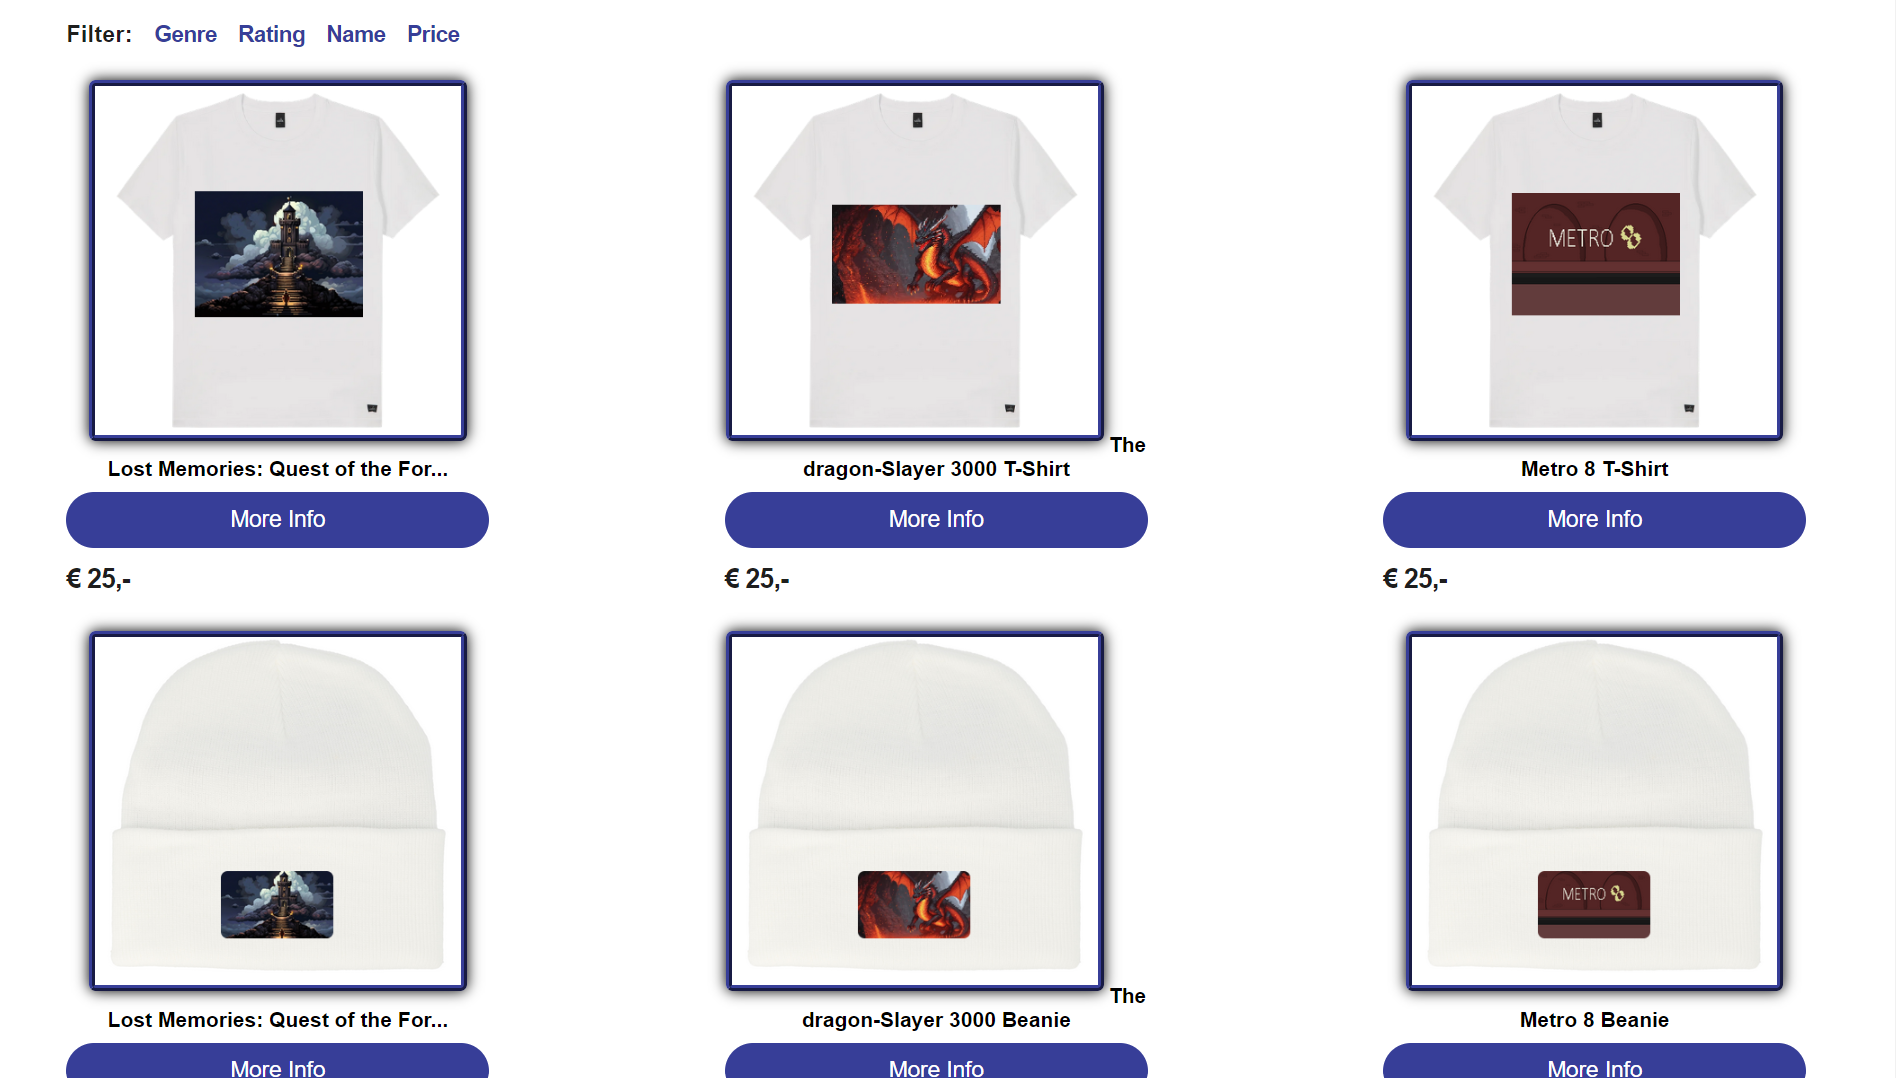 Filter: Genre Rating Name Price
METRO 8
The
Lost Memories: Quest of the For... dragon-Slayer 3000 T-Shirt Metro 8 T-Shirt
More Info More Info More Info
€ 25,- € 25,- € 25,-
METRO 8
The
Lost Memories: Quest of the For... dragon-Slayer 3000 Beanie Metro 8 Beanie
More Info More Info More Info